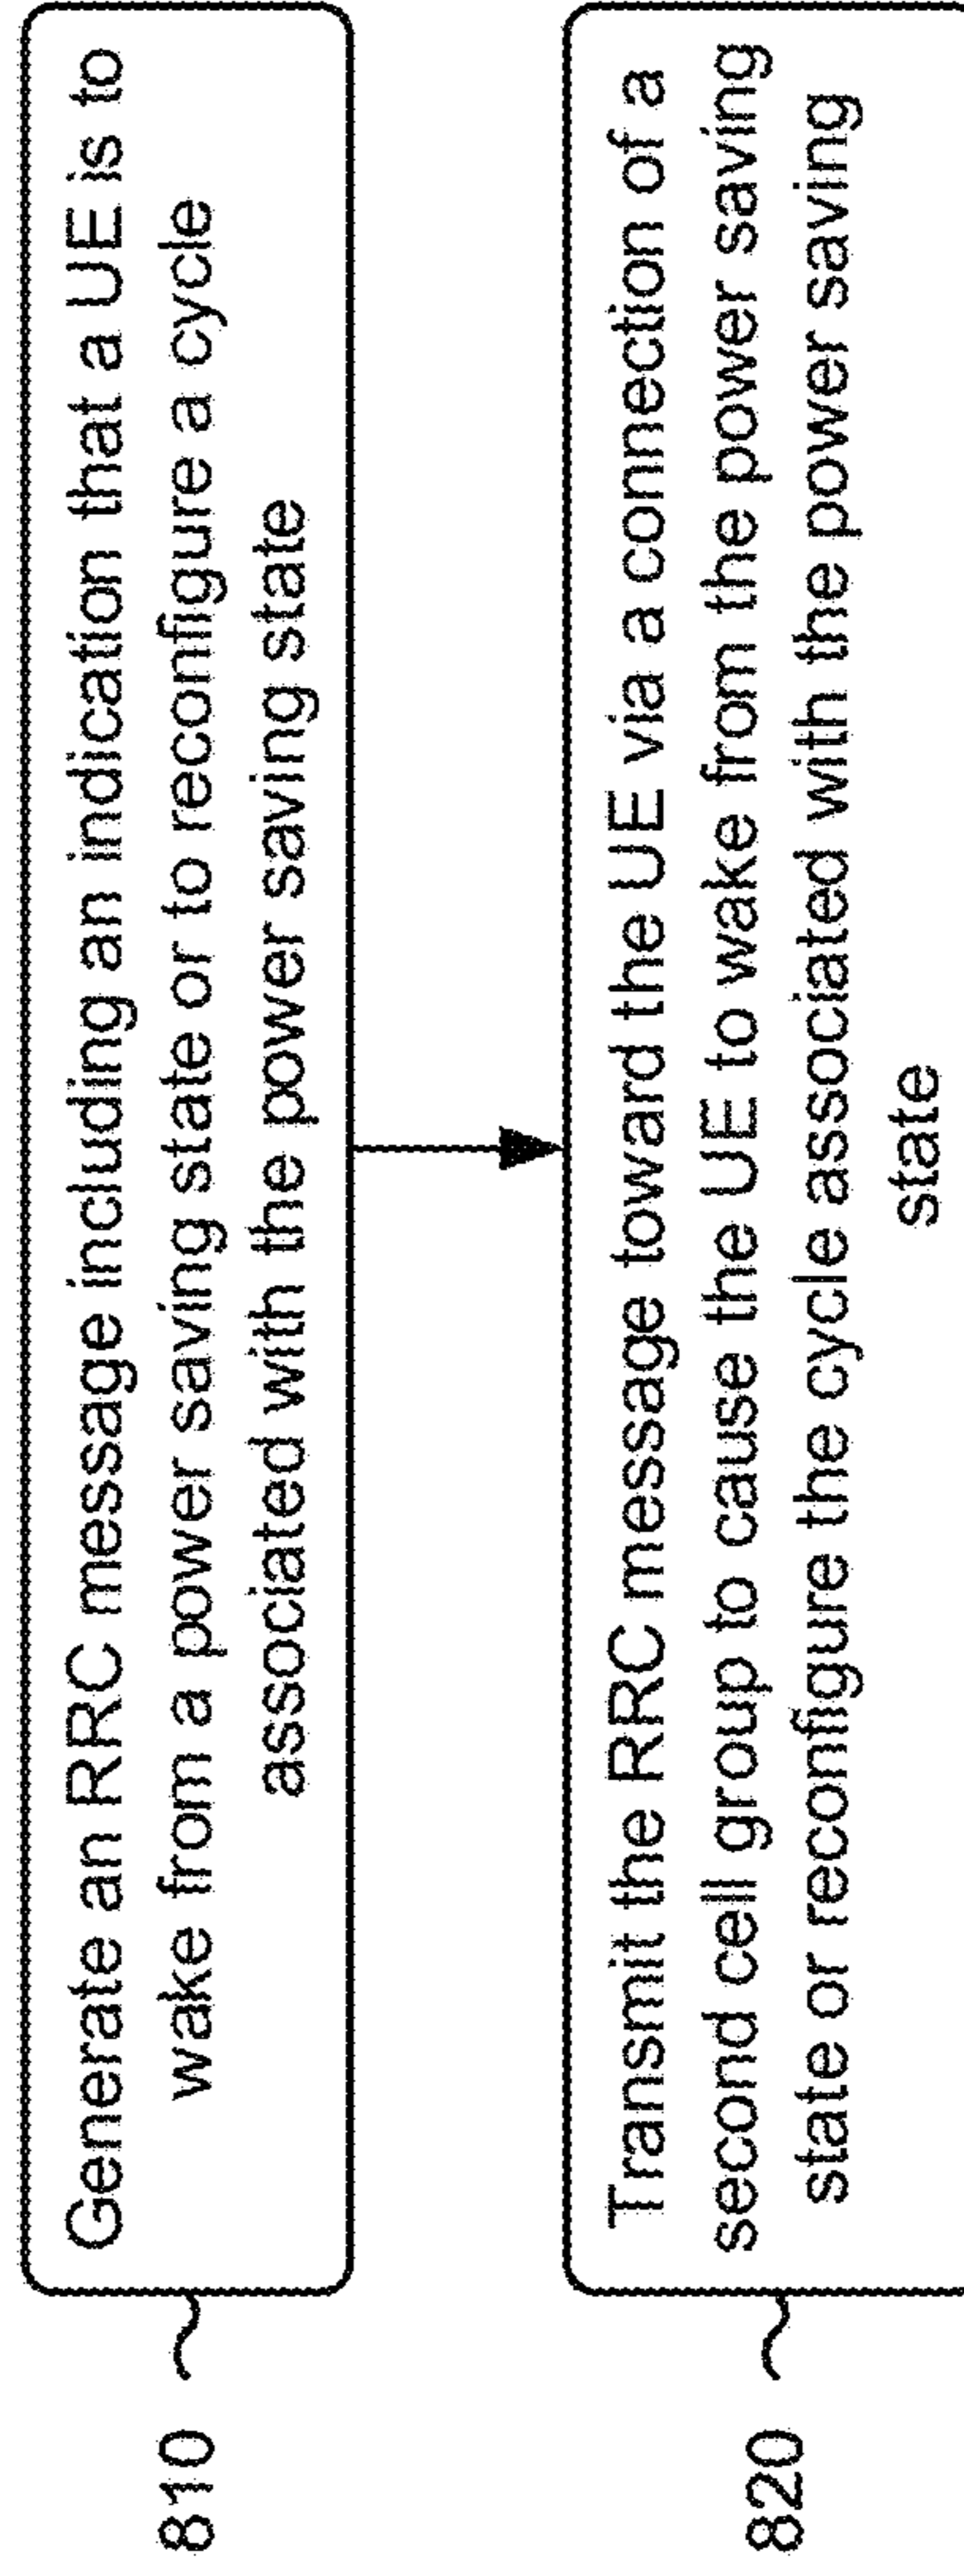 810
Generate an RRC message including an indication that a UE is to
wake from a power saving state or to reconfigure a cycle
associated with the power saving state
820
Transmit the RRC message toward the UE via a connection of a
second cell group to cause the UE to wake from the power saving
state or reconfigure the cycle associated with the power saving
state